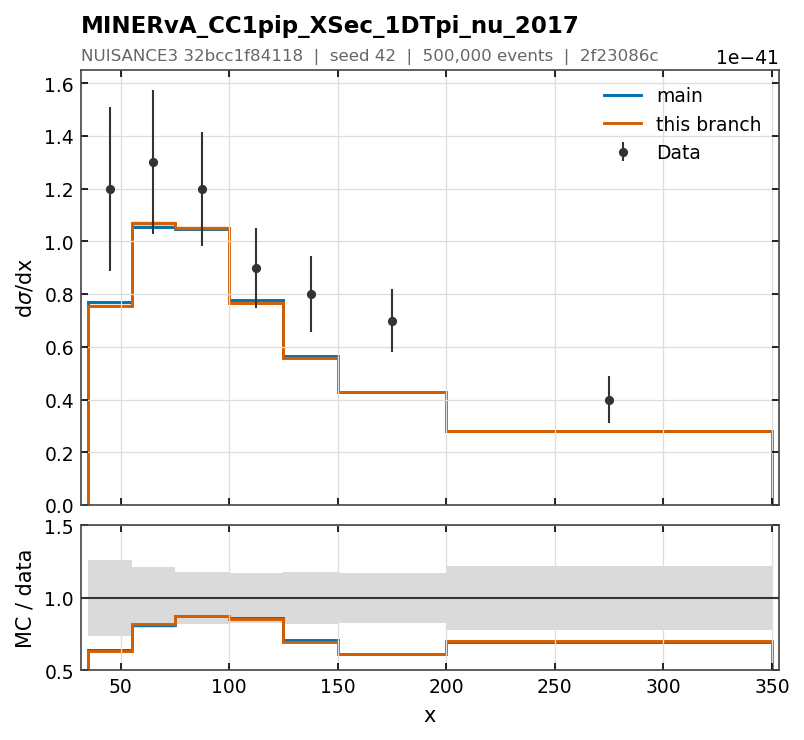 MINERvA_CC1pip_XSec_1DTpi_nu_2017
NUISANCE3 32bcc1f84118 | seed 42 | 500,000 events | 2f23086c
1e−41
main
this branch
Data
dσ/dx
1.6
1.4
1.2
1.0
0.8
0.6
0.4
0.2
0.0
MC / data
1.5
1.0
0.5
50 100 150 200 250 300 350
x